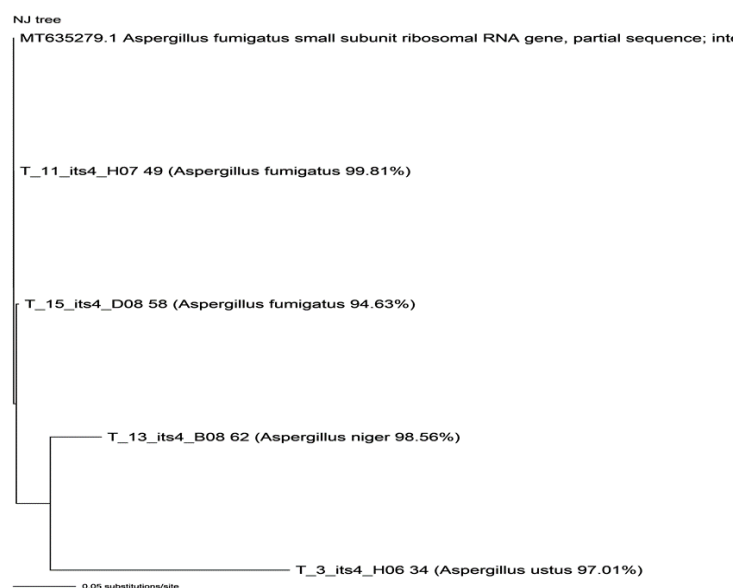 NJ tree
MT635279.1 Aspergillus fumigatus small subunit ribosomal RNA gene, partial sequence; inte
T_11_its4_H07 49 (Aspergillus fumigatus 99.81%)
T_15_its4_D08 58 (Aspergillus fumigatus 94.63%)
T_13_its4_B08 62 (Aspergillus niger 98.56%)
T_3_its4_H06 34 (Aspergillus ustus 97.01%)
0.05 substitutions/site